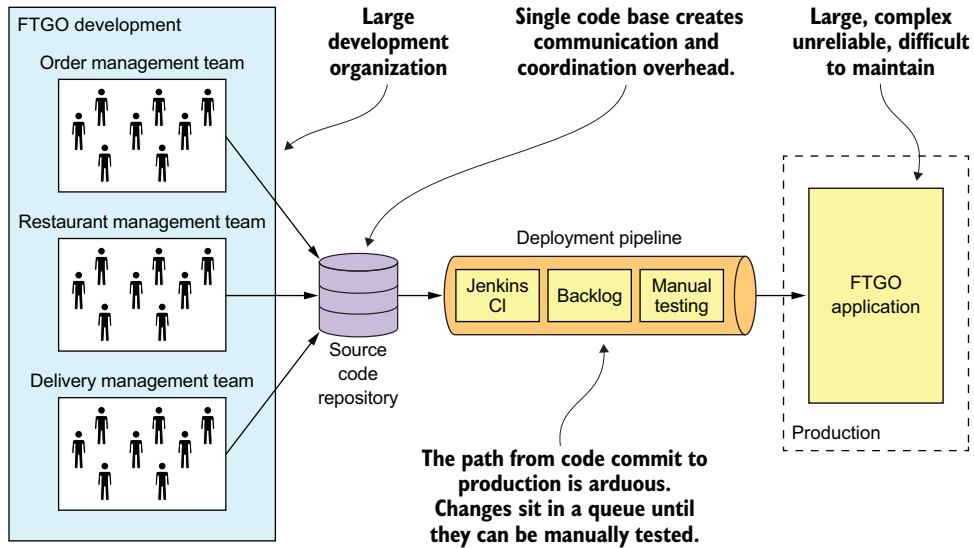 FTGO development
Order management team
Restaurant management team
Delivery management team
Large
development
organization
Single code base creates
communication and
coordination overhead.
Large, complex
unreliable, difficult
to maintain
Source
code
repository
Deployment pipeline
Jenkins
CI
Backlog
Manual
testing
FTGO
application
Production
The path from code commit to
production is arduous.
Changes sit in a queue until
they can be manually tested.